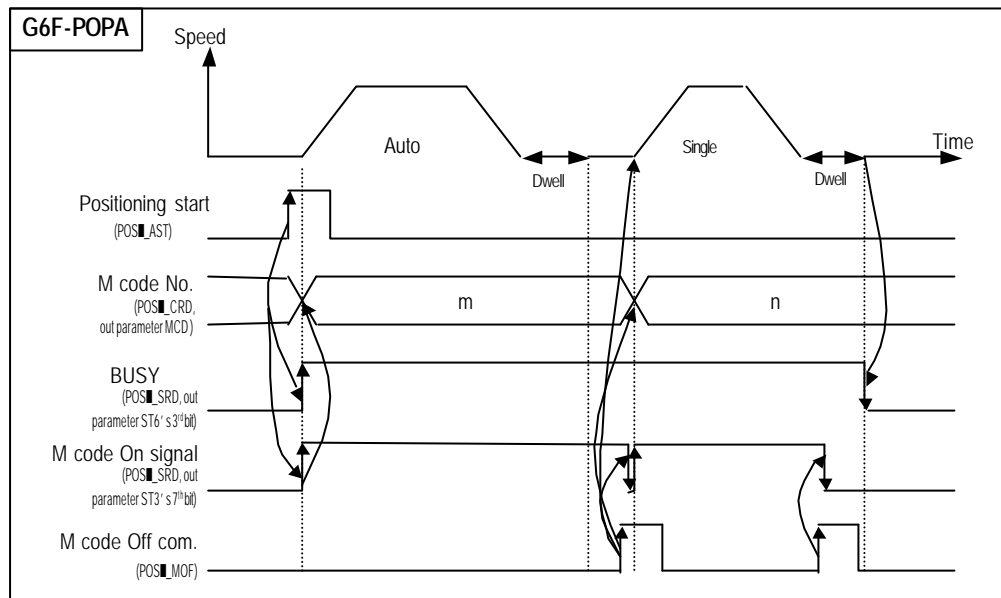 G6F-POPA
Speed
Auto
Single
Time
Dwell
Dwell
Positioning start
(POS■_AST)
M code No.
(POS■_CRD,
out parameter MCD)
m
n
BUSY
(POS■_SRD, out
parameter ST6's 3rd bit)
M code On signal
(POS■_SRD, out
parameter ST3's 7th bit)
M code Off com.
(POS■_MOF)